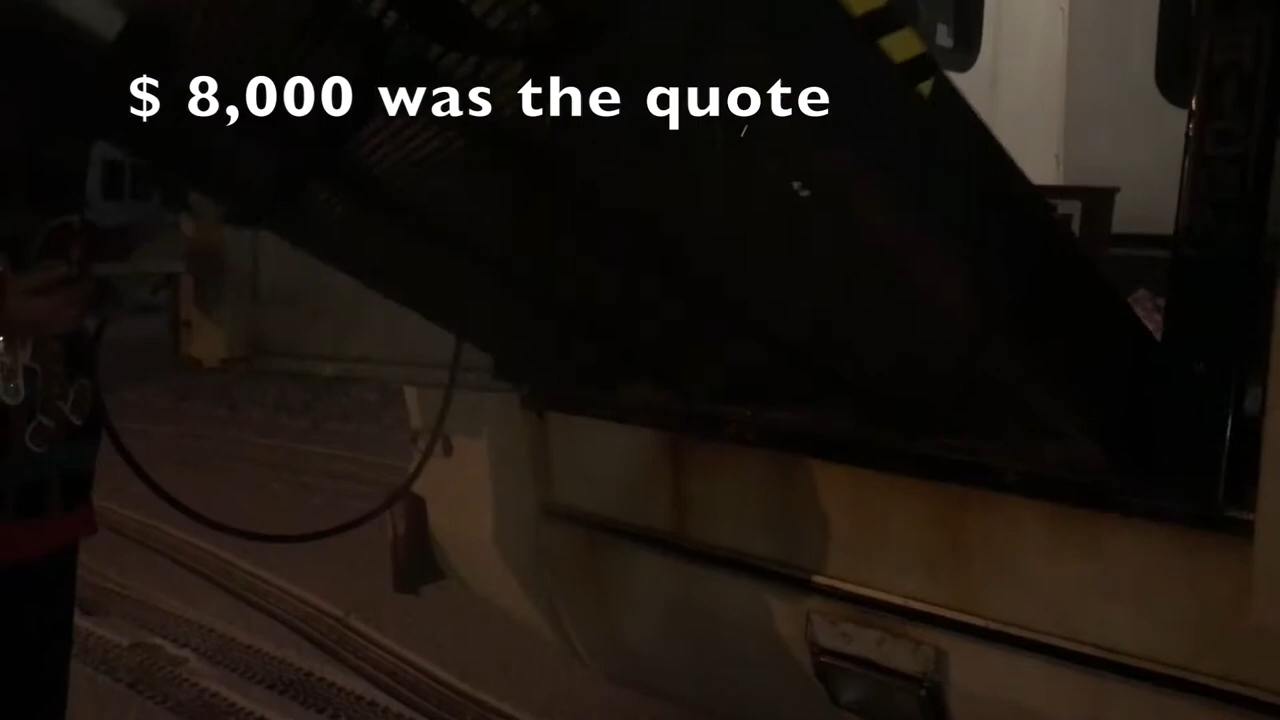 $ 8,000 was the quote